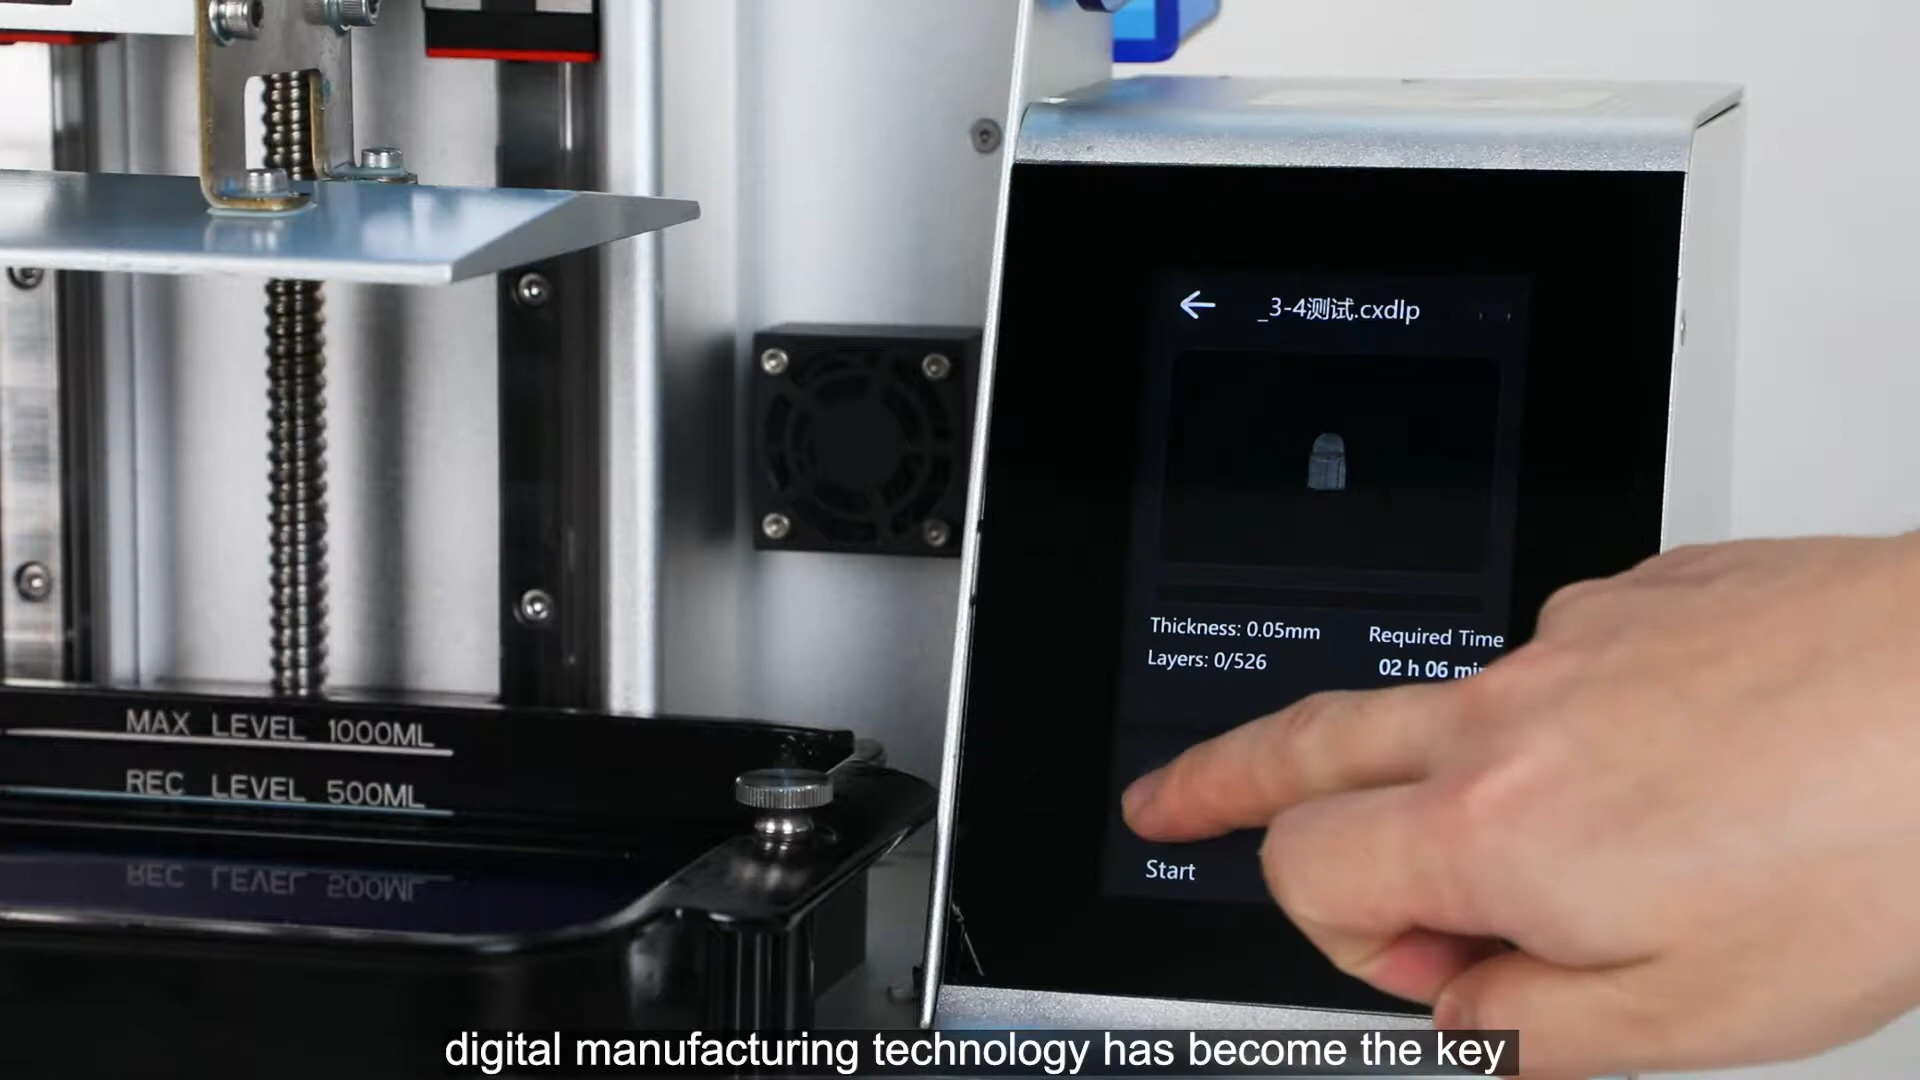 _3-4测试.cxdlp
Thickness: 0.05mm
Layers: 0/526
Required Time
02 h 06 min
Start
MAX LEVEL 1000ML
REC LEVEL 500ML
digital manufacturing technology has become the key